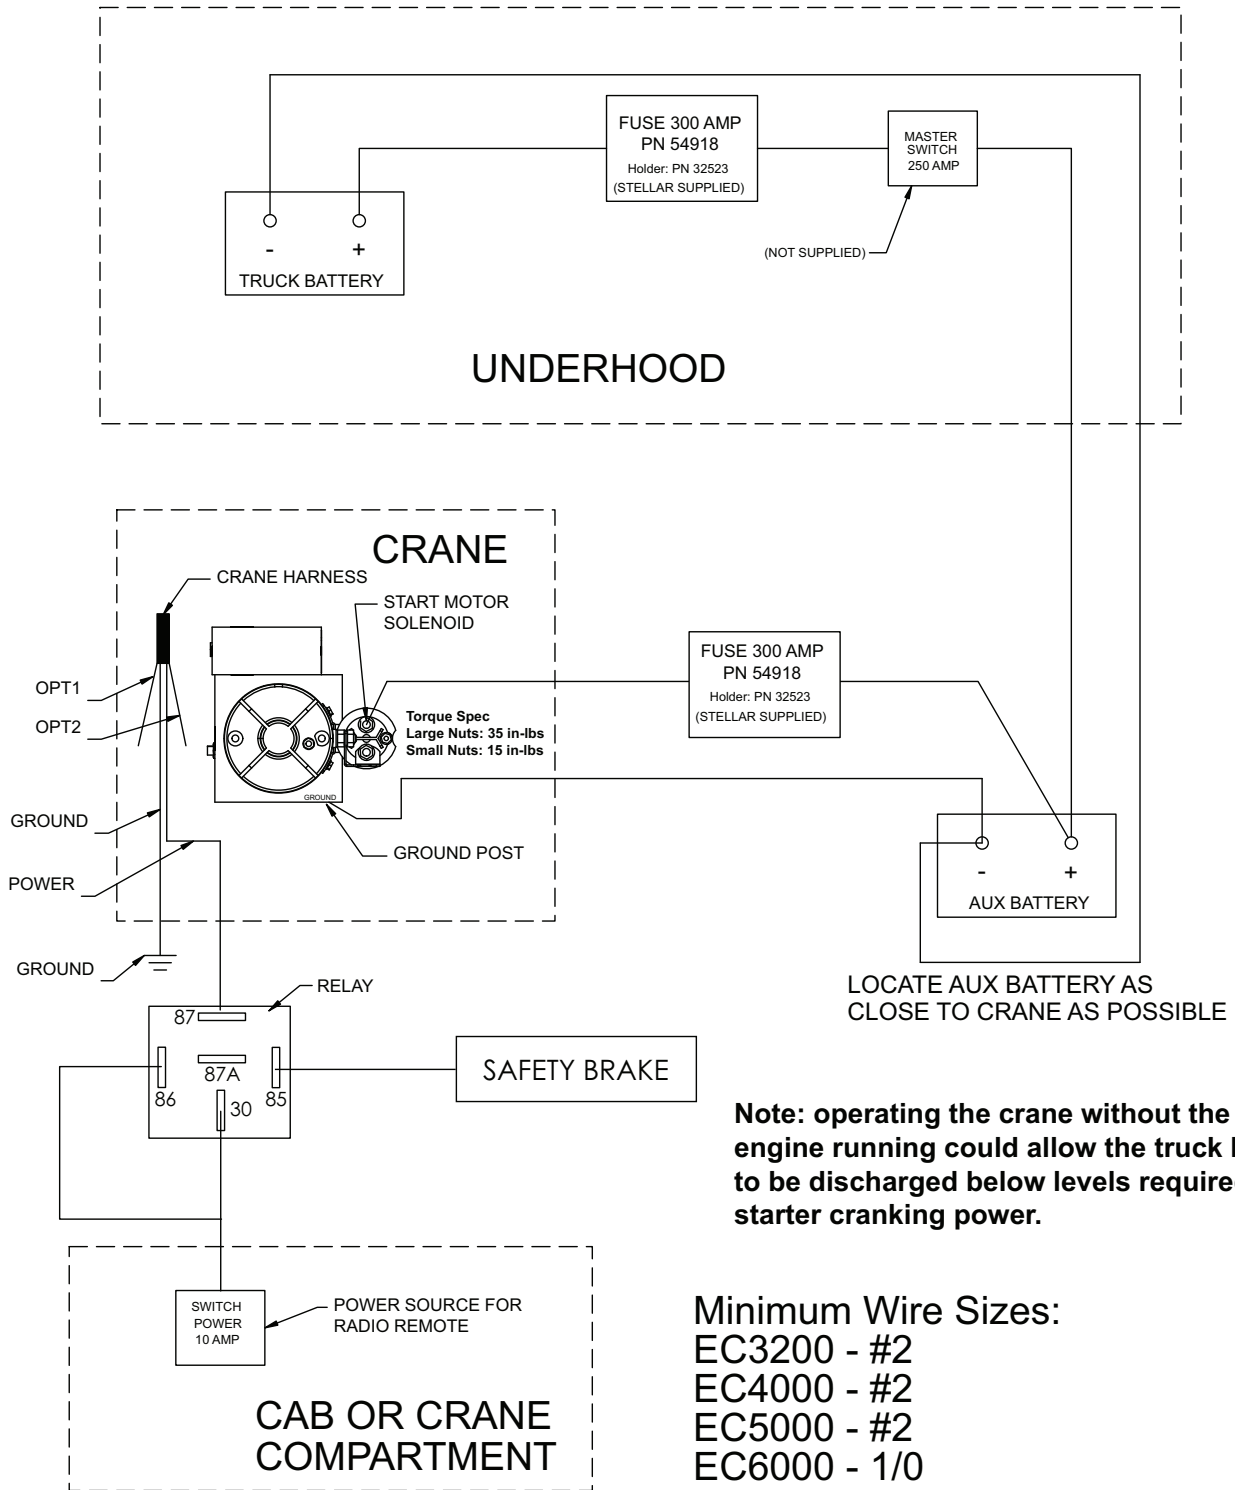 FUSE 300 AMP
PN 54918
Holder: PN 32523
(STELLAR SUPPLIED)
MASTER
SWITCH
250 AMP
(NOT SUPPLIED)
-
+
TRUCK BATTERY
UNDERHOOD
CRANE
CRANE HARNESS
START MOTOR
SOLENOID
OPT1
OPT2
Torque Spec
Large Nuts: 35 in-lbs
Small Nuts: 15 in-lbs
FUSE 300 AMP
PN 54918
Holder: PN 32523
(STELLAR SUPPLIED)
GROUND
GROUND
GROUND POST
POWER
-
+
AUX BATTERY
GROUND
LOCATE AUX BATTERY AS
CLOSE TO CRANE AS POSSIBLE
RELAY
87
87A
86
85
30
SAFETY BRAKE
Note: operating the crane without the
engine running could allow the truck
to be discharged below levels
starter cranking power.
SWITCH
POWER
10 AMP
POWER SOURCE FOR
RADIO REMOTE
CAB OR CRANE
COMPARTMENT
Minimum Wire Sizes:
EC3200 - #2
EC4000 - #2
EC5000 - #2
EC6000 - 1/0